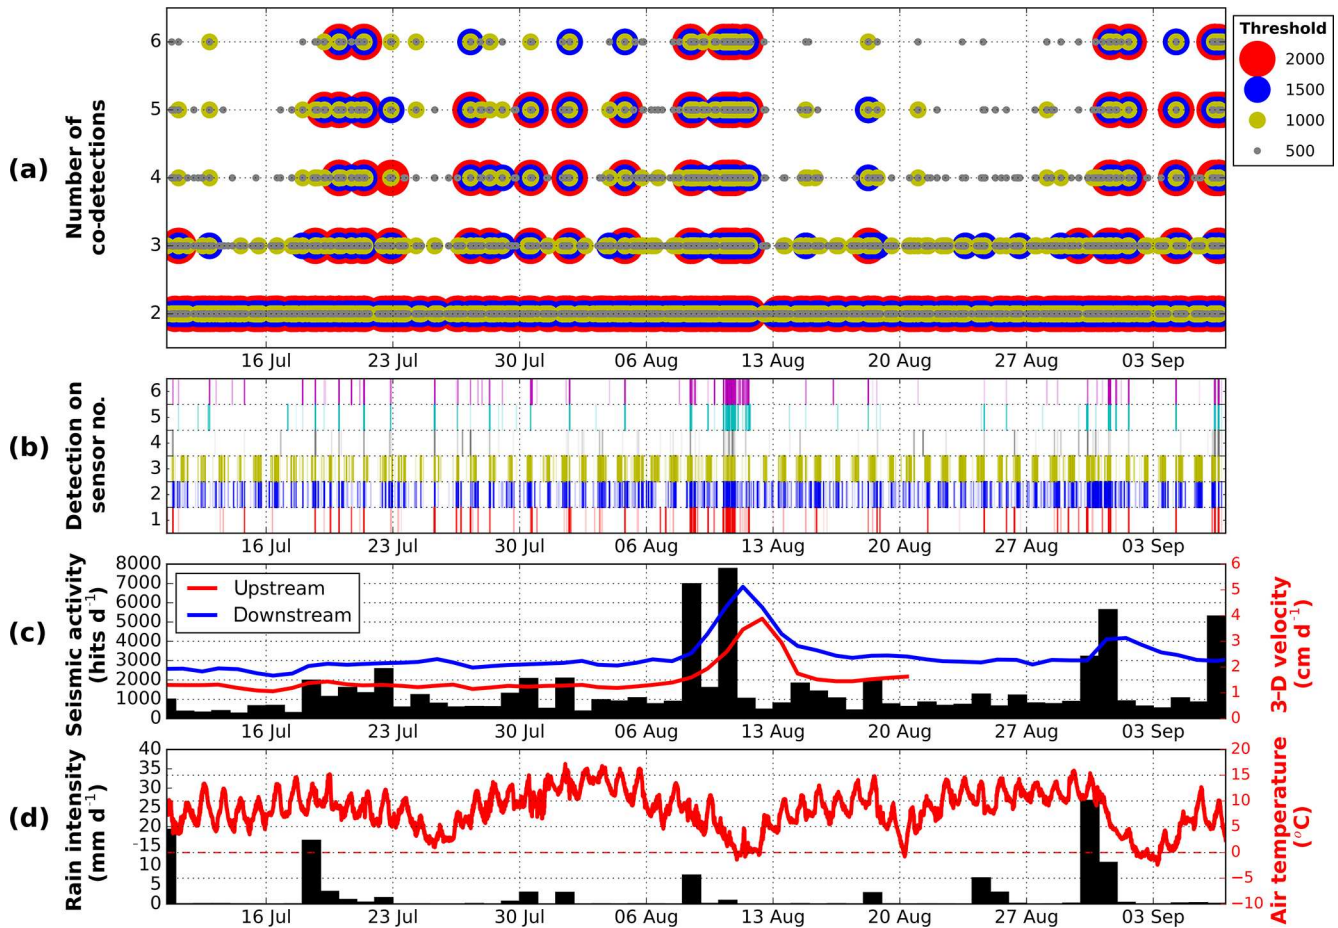 (a)
Number of
co-detections
6
5
4
3
2
16 Jul 23 Jul 30 Jul 06 Aug 13 Aug 20 Aug 27 Aug 03 Sep
Threshold
2000
1500
1000
500
(b)
Detection on
sensor no.
6
5
4
3
2
1
16 Jul 23 Jul 30 Jul 06 Aug 13 Aug 20 Aug 27 Aug 03 Sep
(c)
Seismic activity
(hits d⁻¹)
8000
7000
6000
5000
4000
3000
2000
1000
0
Upstream
Downstream
6
5
4
3
2
1
0
3-D velocity
(cm d⁻¹)
16 Jul 23 Jul 30 Jul 06 Aug 13 Aug 20 Aug 27 Aug 03 Sep
(d)
Rain intensity
(mm d⁻¹)
40
35
30
25
20
15
10
5
0
20
15
10
5
0
−5
−10
Air temperature
(°C)
16 Jul 23 Jul 30 Jul 06 Aug 13 Aug 20 Aug 27 Aug 03 Sep